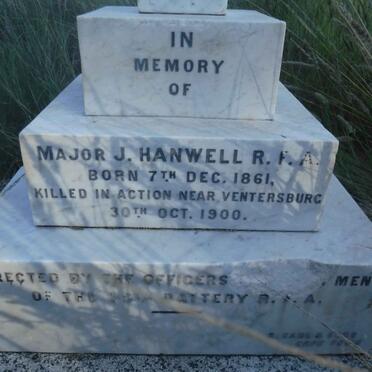 IN
MEMORY
OF
MAJOR J. HANWELL R. F. A.
BORN 7TH DEC. 1861,
KILLED IN ACTION NEAR VENTERSBURG
30TH OCT. 1900.
RECTED BY THE OFFICERS MEN
OF THE BATTERY R. F. A.